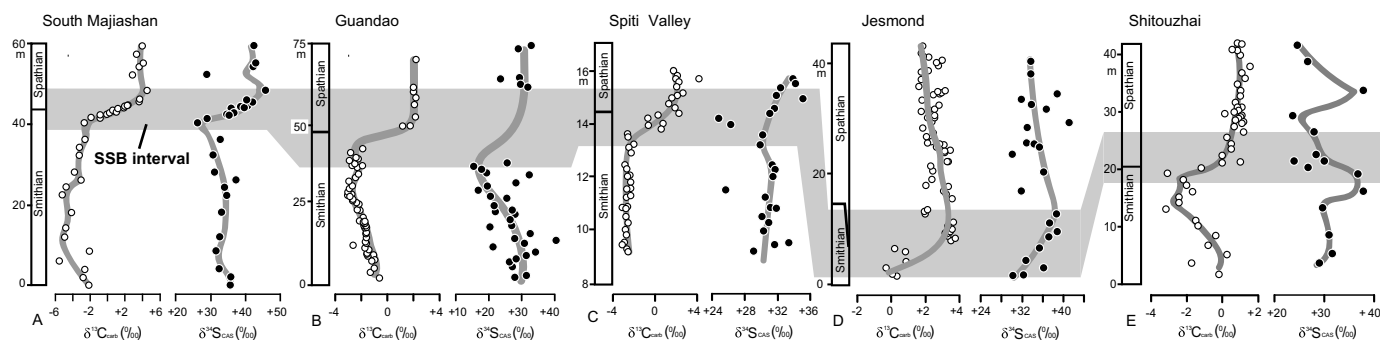 South Majiashan
Guandao
Spiti Valley
Jesmond
Shitouzhai
60
m
40
20
0
Spathian
Smithian
SSB interval
-6 -2 +2 +6
+20 +30 +40 +50
A
δ¹³Ccarb (‰)
δ³⁴SCAS (‰)
75
m
50
25
0
Spathian
Smithian
-4 0 +4
+10 +20 +30 +40
B
δ¹³Ccarb (‰)
δ³⁴SCAS (‰)
16
m
14
12
10
8
Spathian
Smithian
-4 0 +4
+24 +28 +32 +36
C
δ¹³Ccarb (‰)
δ³⁴SCAS (‰)
40
m
20
0
Spathian
Smithian
-2 0 +2 +4
+24 +32 +40
D
δ¹³Ccarb (‰)
δ³⁴SCAS (‰)
40
m
30
20
10
0
Spathian
Smithian
-4 -2 0 +2
+20 +30 +40
E
δ¹³Ccarb (‰)
δ³⁴SCAS (‰)